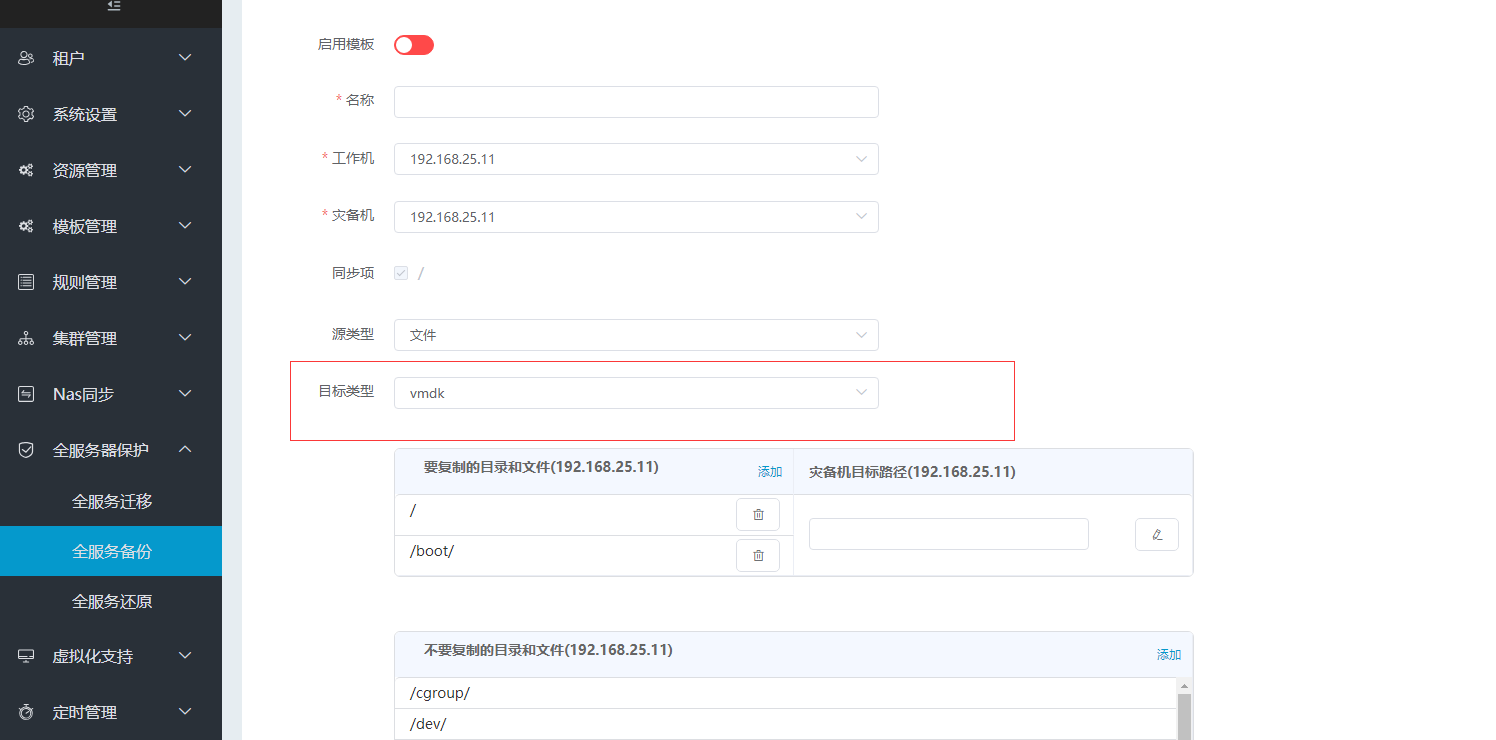 租户
系统设置
资源管理
模板管理
规则管理
集群管理
Nas同步
全服务器保护
全服务迁移
全服务备份
全服务还原
虚拟化支持
定时管理
启用模板
* 名称
* 工作机 192.168.25.11
* 灾备机 192.168.25.11
同步项 /
源类型 文件
目标类型 vmdk
要复制的目录和文件(192.168.25.11) 添加 灾备机目标路径(192.168.25.11)
/
/boot/
不要复制的目录和文件(192.168.25.11) 添加
/cgroup/
/dev/